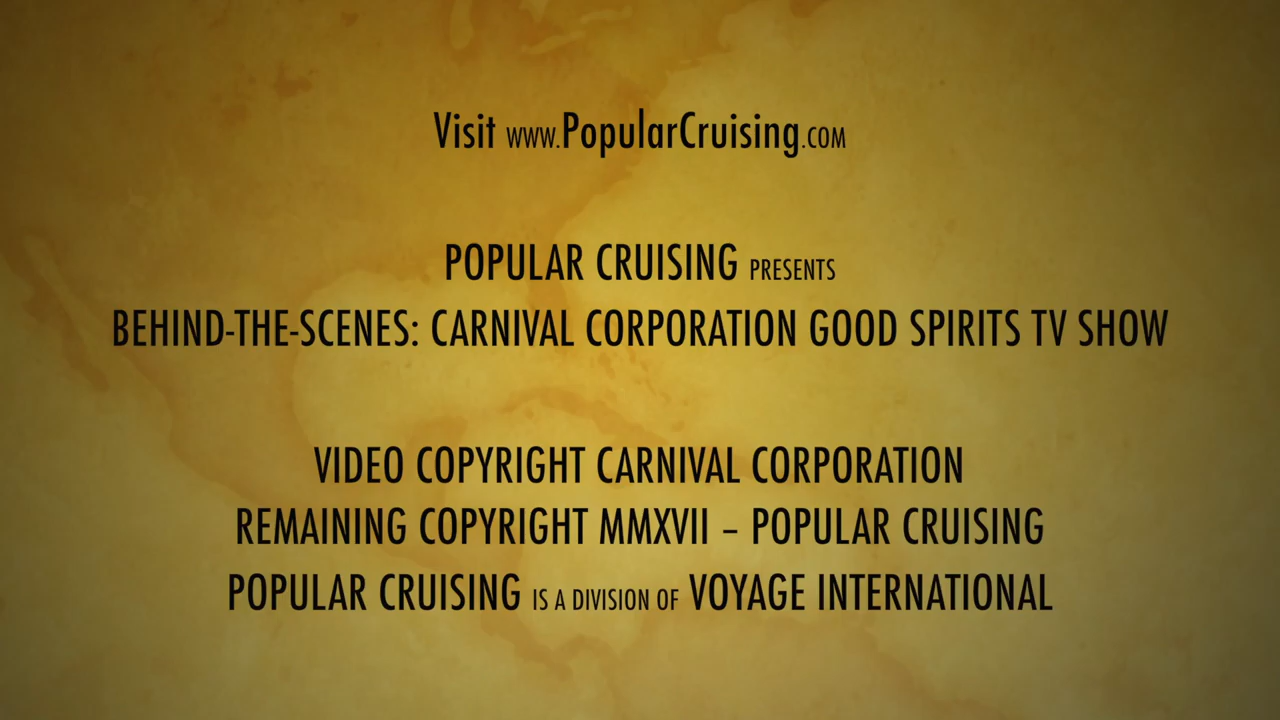 Visit www.PopularCruising.com
POPULAR CRUISING PRESENTS
BEHIND-THE-SCENES: CARNIVAL CORPORATION GOOD SPIRITS TV SHOW
VIDEO COPYRIGHT CARNIVAL CORPORATION
REMAINING COPYRIGHT MMXVII – POPULAR CRUISING
POPULAR CRUISING IS A DIVISION OF VOYAGE INTERNATIONAL